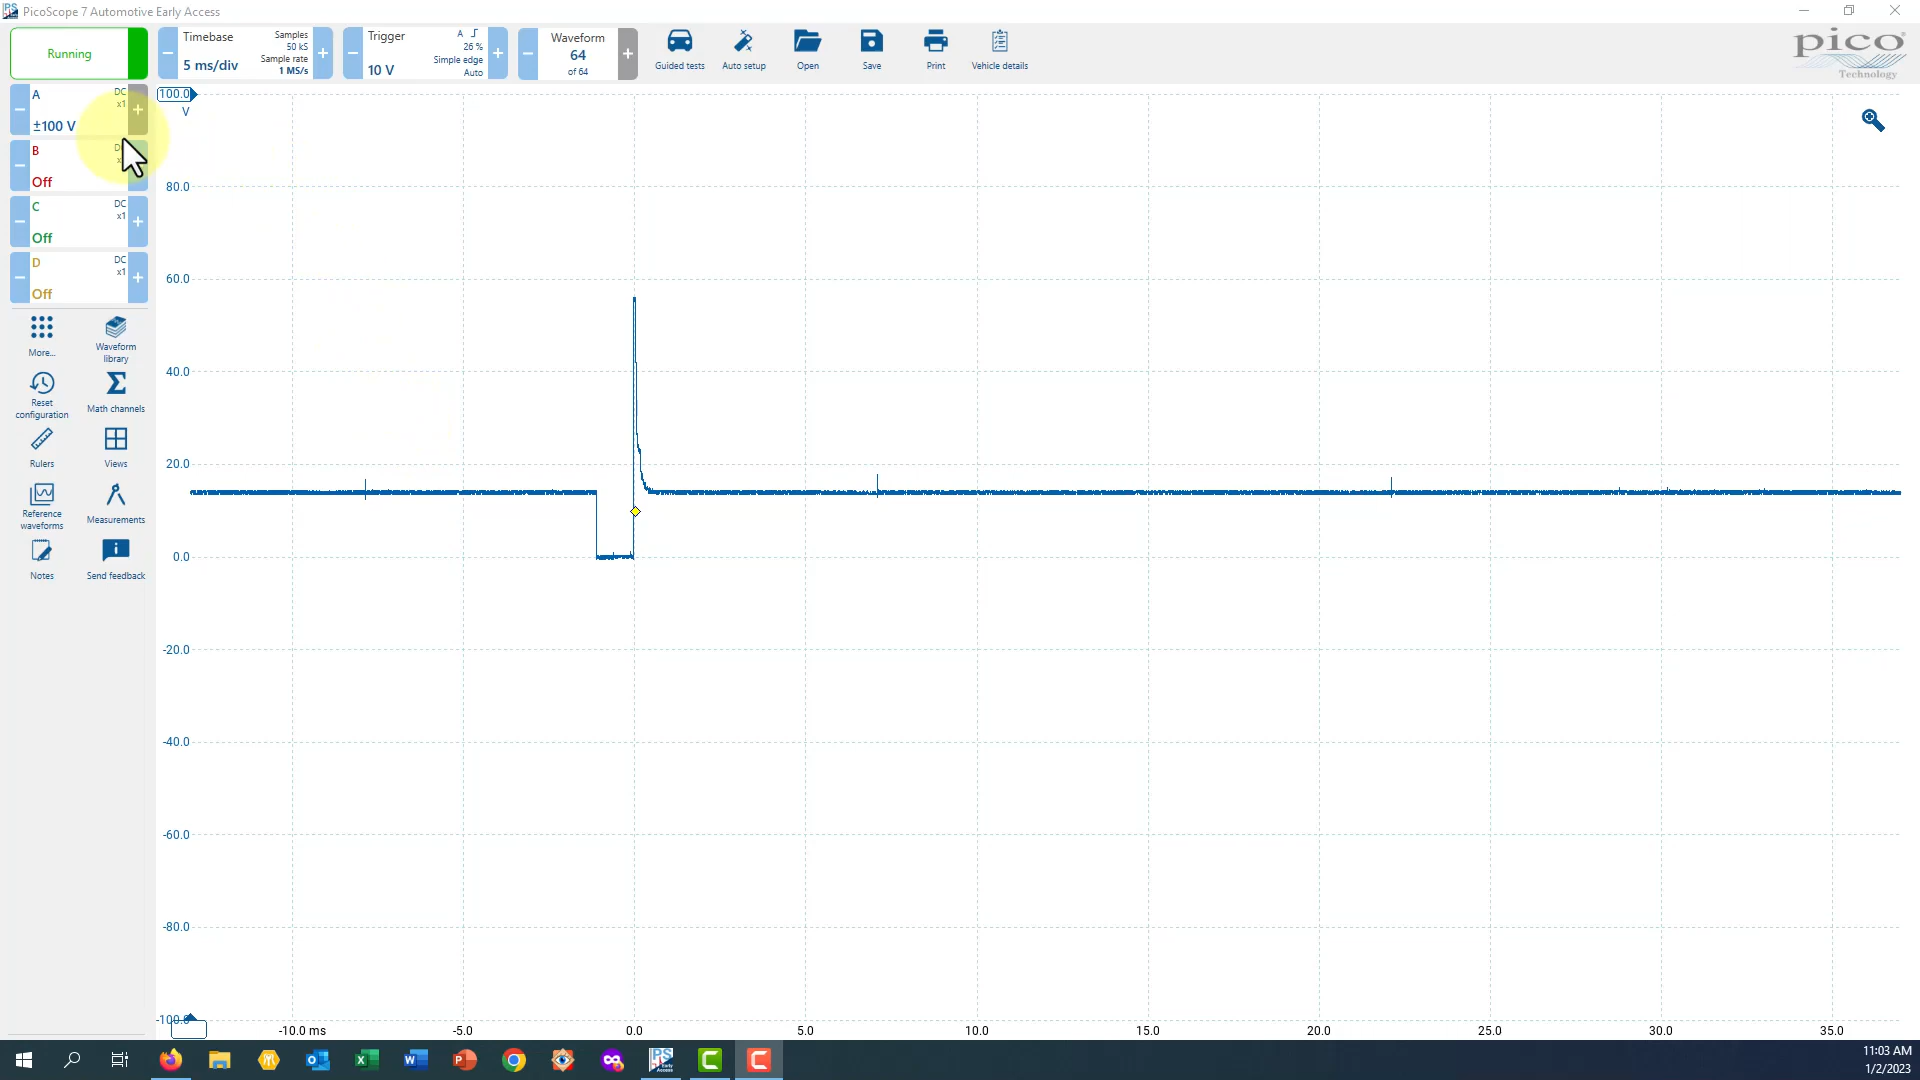 PicoScope 7 Automotive Early Access
Running
Timebase
5 ms/div
Samples
50 kS
Sample rate
1 MS/s
Trigger
10 V
A
26 %
Simple edge
Auto
Waveform
64
of 64
Guided tests
Auto setup
Open
Save
Print
Vehicle details
pico
Technology
A
DC
x1
±100 V
B
Off
C
DC
x1
Off
D
DC
x1
Off
More...
Waveform
library
Reset
configuration
Math channels
Rulers
Views
Reference
waveforms
Measurements
Notes
Send feedback
100.0
V
80.0
60.0
40.0
20.0
0.0
-20.0
-40.0
-60.0
-80.0
-100.0
-10.0 ms
-5.0
0.0
5.0
10.0
15.0
20.0
25.0
30.0
35.0
11:03 AM
1/2/2023